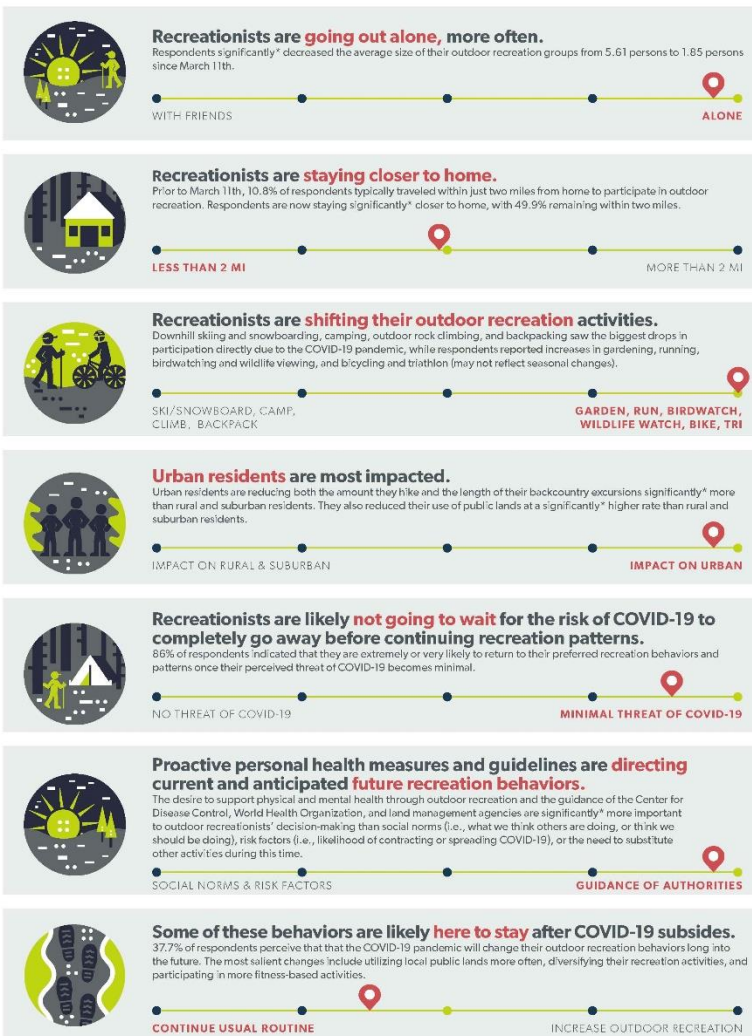 Recreationists are going out alone, more often.
Respondents significantly* decreased the average size of their outdoor recreation groups from 5.61 persons to 1.85 persons
since March 11th.
WITH FRIENDS
ALONE
Recreationists are staying closer to home.
Prior to March 11th, 10.8% of respondents typically traveled within just two miles from home to participate in outdoor
recreation. Respondents are now staying significantly* closer to home, with 49.9% remaining within two miles.
LESS THAN 2 MI
MORE THAN 2 MI
Recreationists are shifting their outdoor recreation activities.
Downhill skiing and snowboarding, camping, outdoor rock climbing, and backpacking saw the biggest drops in
participation directly due to the COVID-19 pandemic, while respondents reported increases in gardening, running,
birdwatching and wildlife viewing, and bicycling and triathlon (may not reflect seasonal changes).
SKI/SNOWBOARD, CAMP,
CLIMB, BACKPACK
GARDEN, RUN, BIRDWATCH,
WILDLIFE WATCH, BIKE, TRI
Urban residents are most impacted.
Urban residents are reducing both the amount they hike and the length of their backcountry excursions significantly* more
than rural and suburban residents. They also reduced their use of public lands at a significantly* higher rate than rural and
suburban residents.
IMPACT ON RURAL & SUBURBAN
IMPACT ON URBAN
Recreationists are likely not going to wait for the risk of COVID-19 to
completely go away before continuing recreation patterns.
86% of respondents indicated that they are extremely or very likely to return to their preferred recreation behaviors and
patterns once their perceived threat of COVID-19 becomes minimal.
NO THREAT OF COVID-19
MINIMAL THREAT OF COVID-19
Proactive personal health measures and guidelines are directing
current and anticipated future recreation behaviors.
The desire to support physical and mental health through outdoor recreation and the guidance of the Center for
Disease Control, World Health Organization, and land management agencies are significantly* more important
to outdoor recreationists' decision-making than social norms (i.e., what we think others are doing, or think we
should be doing), risk factors (i.e., likelihood of contracting or spreading COVID-19), or the need to substitute
other activities during this time.
SOCIAL NORMS & RISK FACTORS
GUIDANCE OF AUTHORITIES
Some of these behaviors are likely here to stay after COVID-19 subsides.
37.7% of respondents perceive that that the COVID-19 pandemic will change their outdoor recreation behaviors long into
the future. The most salient changes include utilizing local public lands more often, diversifying their recreation activities, and
participating in more fitness-based activities.
CONTINUE USUAL ROUTINE
INCREASE OUTDOOR RECREATION